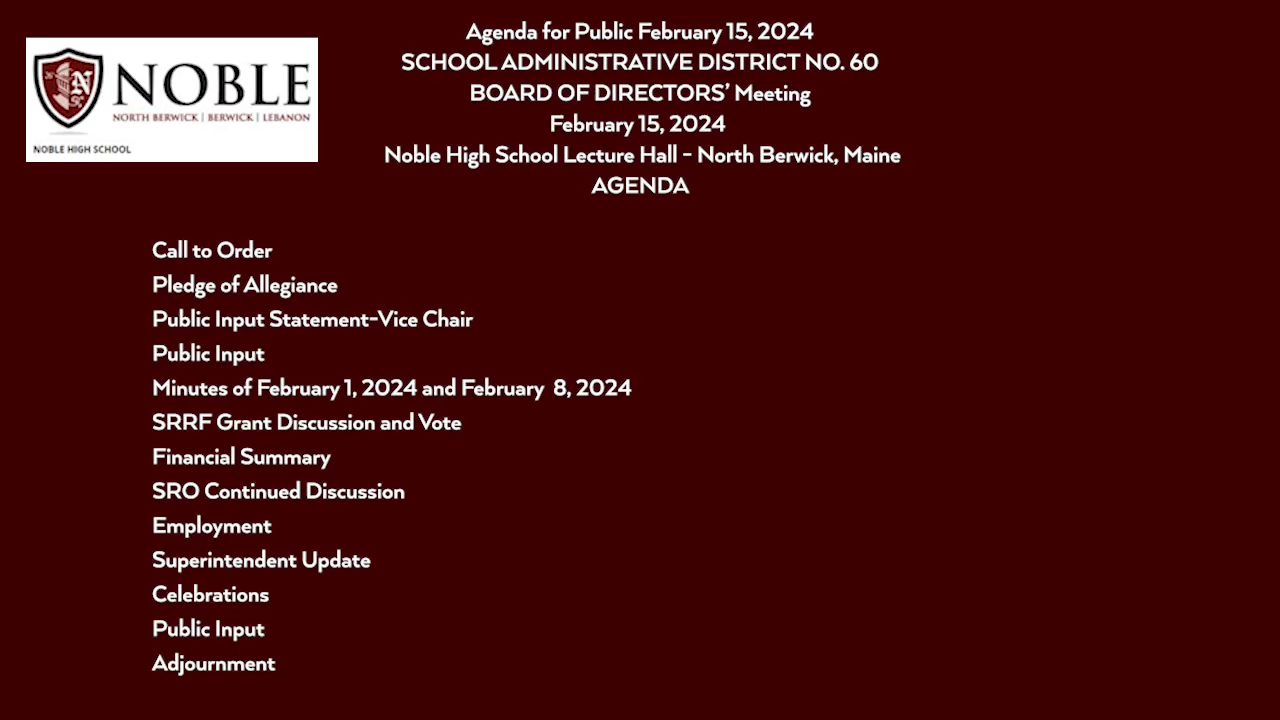 NOBLE
NORTH BERWICK | BERWICK | LEBANON
NOBLE HIGH SCHOOL
Agenda for Public February 15, 2024
SCHOOL ADMINISTRATIVE DISTRICT NO. 60
BOARD OF DIRECTORS’ Meeting
February 15, 2024
Noble High School Lecture Hall - North Berwick, Maine
AGENDA
Call to Order
Pledge of Allegiance
Public Input Statement-Vice Chair
Public Input
Minutes of February 1, 2024 and February  8, 2024
SRRF Grant Discussion and Vote
Financial Summary
SRO Continued Discussion
Employment
Superintendent Update
Celebrations
Public Input
Adjournment